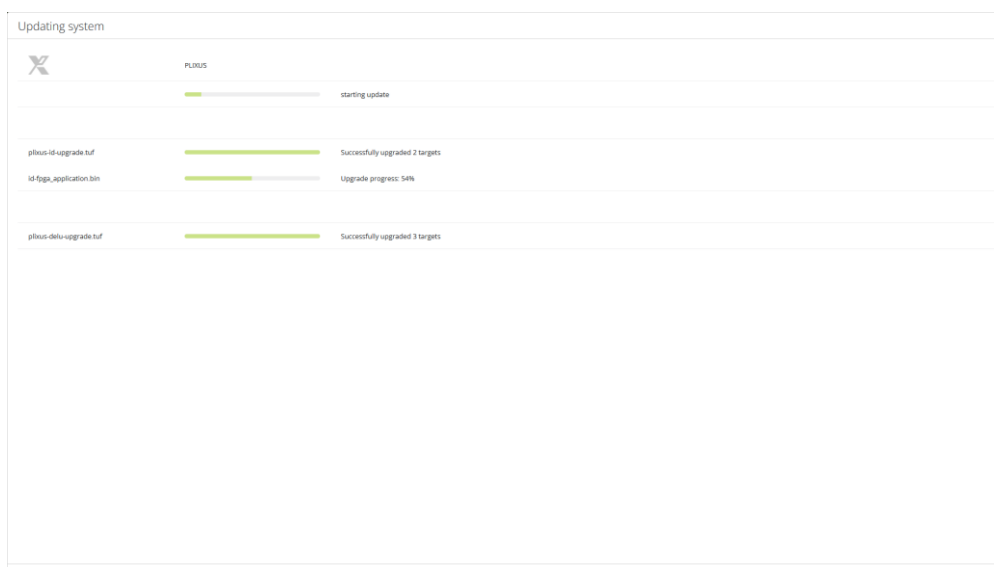 Updating system
PLIXUS
starting update
plixus-id-upgrade.tuf Successfully upgraded 2 targets
id-fpga_application.bin Upgrade progress: 54%
plixus-delu-upgrade.tuf Successfully upgraded 3 targets